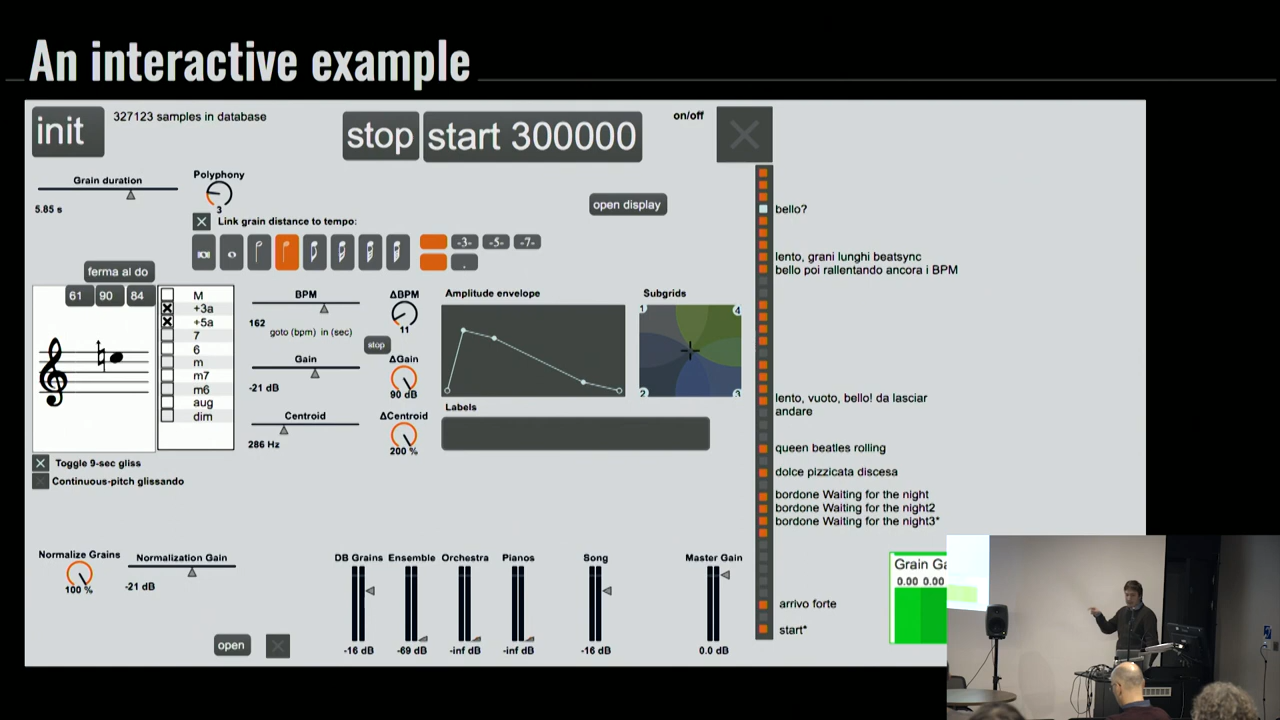 An interactive example
init
327123 samples in database
stop
start 300000
on/off
Grain duration
5.85 s
Polyphony
3
open display
Link grain distance to tempo:
-3-
-5-
-7-
.
ferma al do
61
90
84
M
+3a
+5a
7
6
m
m7
m6
aug
dim
BPM
162
goto (bpm) in (sec)
stop
ΔBPM
11
Gain
-21 dB
ΔGain
90 dB
Centroid
286 Hz
ΔCentroid
200 %
Amplitude envelope
Subgrids
1
4
2
3
Labels
Toggle 9-sec gliss
Continuous-pitch glissando
Normalize Grains
100 %
Normalization Gain
-21 dB
open
DB Grains
-16 dB
Ensemble
-69 dB
Orchestra
-inf dB
Pianos
-inf dB
Song
-16 dB
Master Gain
0.0 dB
bello?
lento, grani lunghi beatsync
bello poi rallentando ancora i BPM
lento, vuoto, bello! da lasciar
andare
queen beatles rolling
dolce pizzicata discesa
bordone Waiting for the night
bordone Waiting for the night2
bordone Waiting for the night3*
arrivo forte
start*
Grain Ga
0.00 0.00